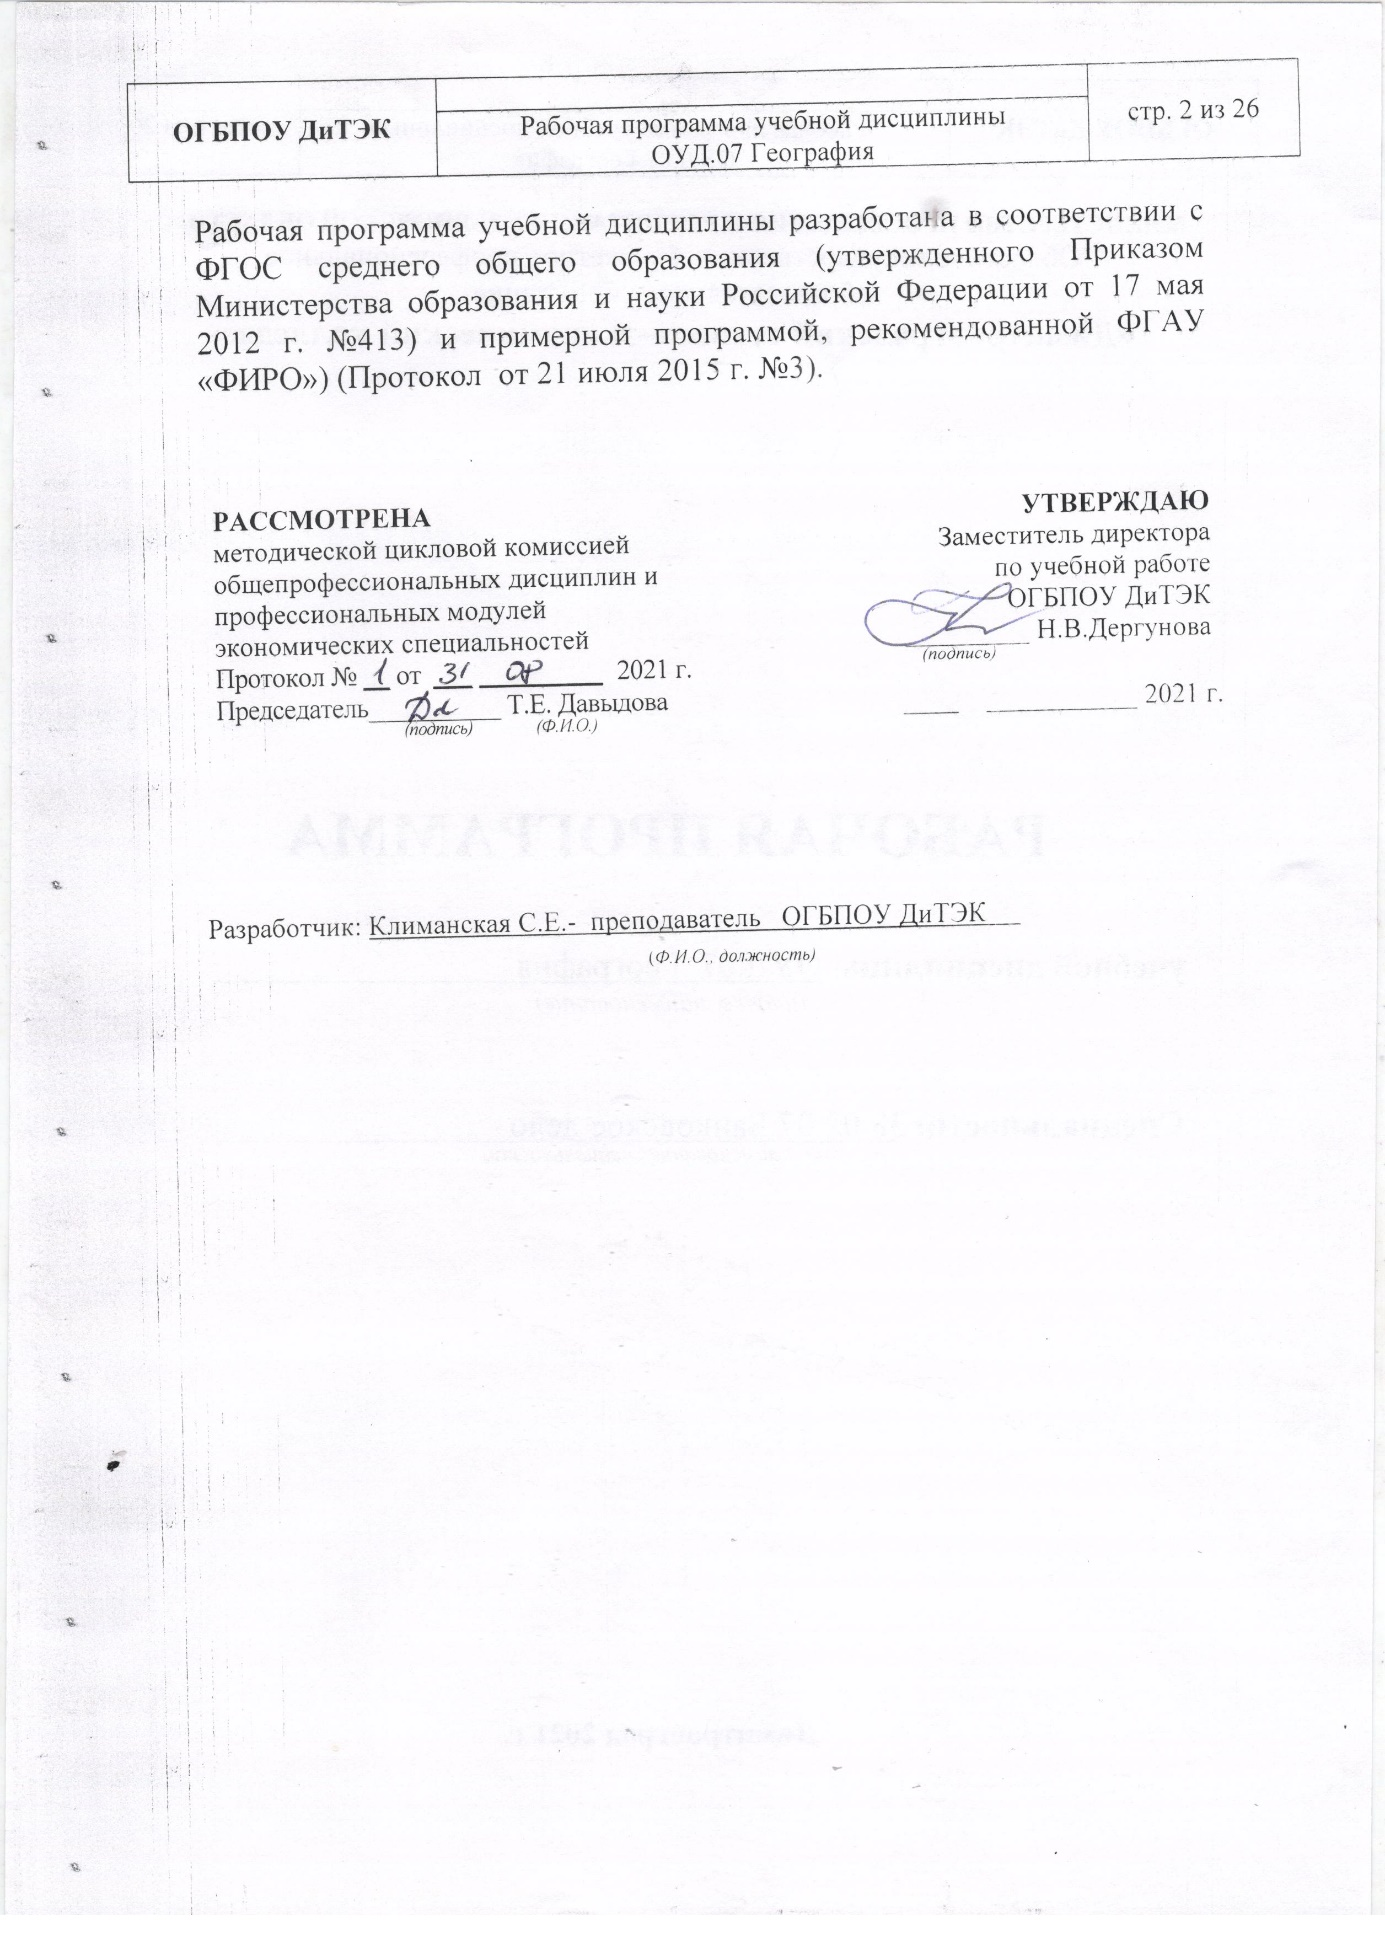 ОГБПОУ ДиТЭК
Рабочая программа учебной дисциплины
ОУД.07 География
стр. 2 из 26
Рабочая программа учебной дисциплины разработана в соответствии с
ФГОС среднего общего образования (утвержденного Приказом
Министерства образования и науки Российской Федерации от 17 мая
2012 г. №413) и примерной программой, рекомендованной ФГАУ
«ФИРО») (Протокол от 21 июля 2015 г. №3).
РАССМОТРЕНА
методической цикловой комиссией
общепрофессиональных дисциплин и
профессиональных модулей
экономических специальностей
Протокол № 1 от 31 08 2021 г.
Председатель__________ Т.Е. Давыдова
(подпись) (Ф.И.О.)
УТВЕРЖДАЮ
Заместитель директора
по учебной работе
ОГБПОУ ДиТЭК
__________ Н.В.Дергунова
(подпись)
____ ___________ 2021 г.
Разработчик: Климанская С.Е.- преподаватель ОГБПОУ ДиТЭК
(Ф.И.О., должность)